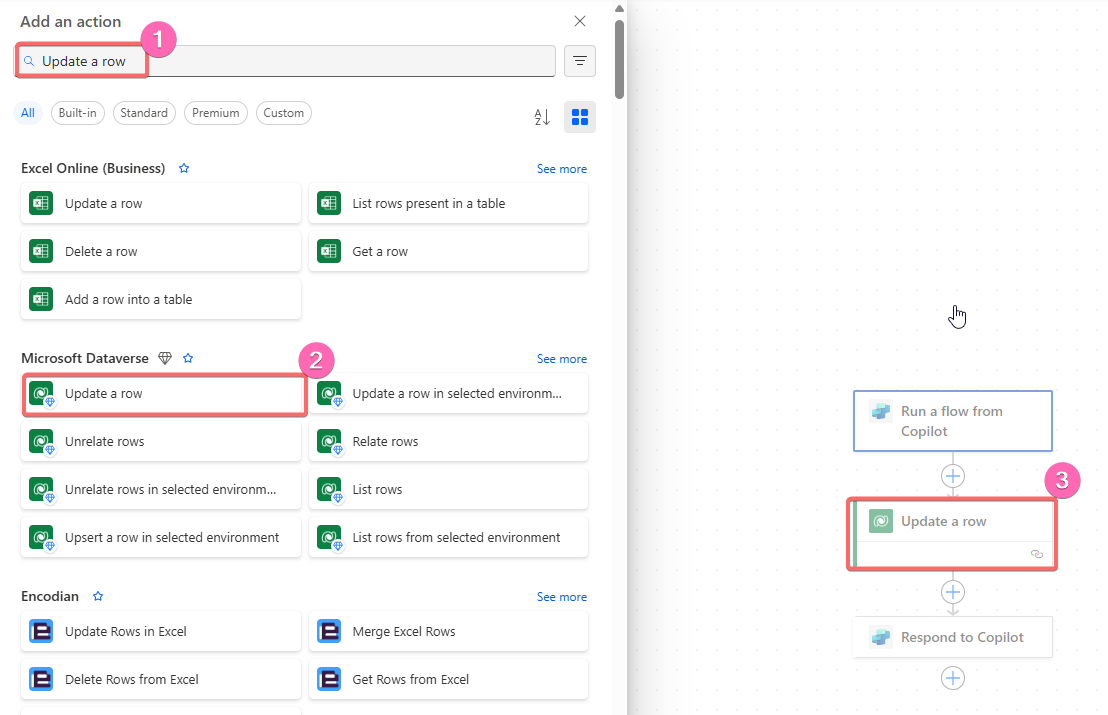 Add an action
1
Update a row
All
Built-in
Standard
Premium
Custom
A
Z
Excel Online (Business)
See more
Update a row
List rows present in a table
Delete a row
Get a row
Add a row into a table
Microsoft Dataverse
See more
2
Update a row
Update a row in selected environm...
Unrelate rows
Relate rows
Unrelate rows in selected environm...
List rows
Upsert a row in selected environment
List rows from selected environment
Encodian
See more
Update Rows in Excel
Merge Excel Rows
Delete Rows from Excel
Get Rows from Excel
Run a flow from
Copilot
3
Update a row
Respond to Copilot